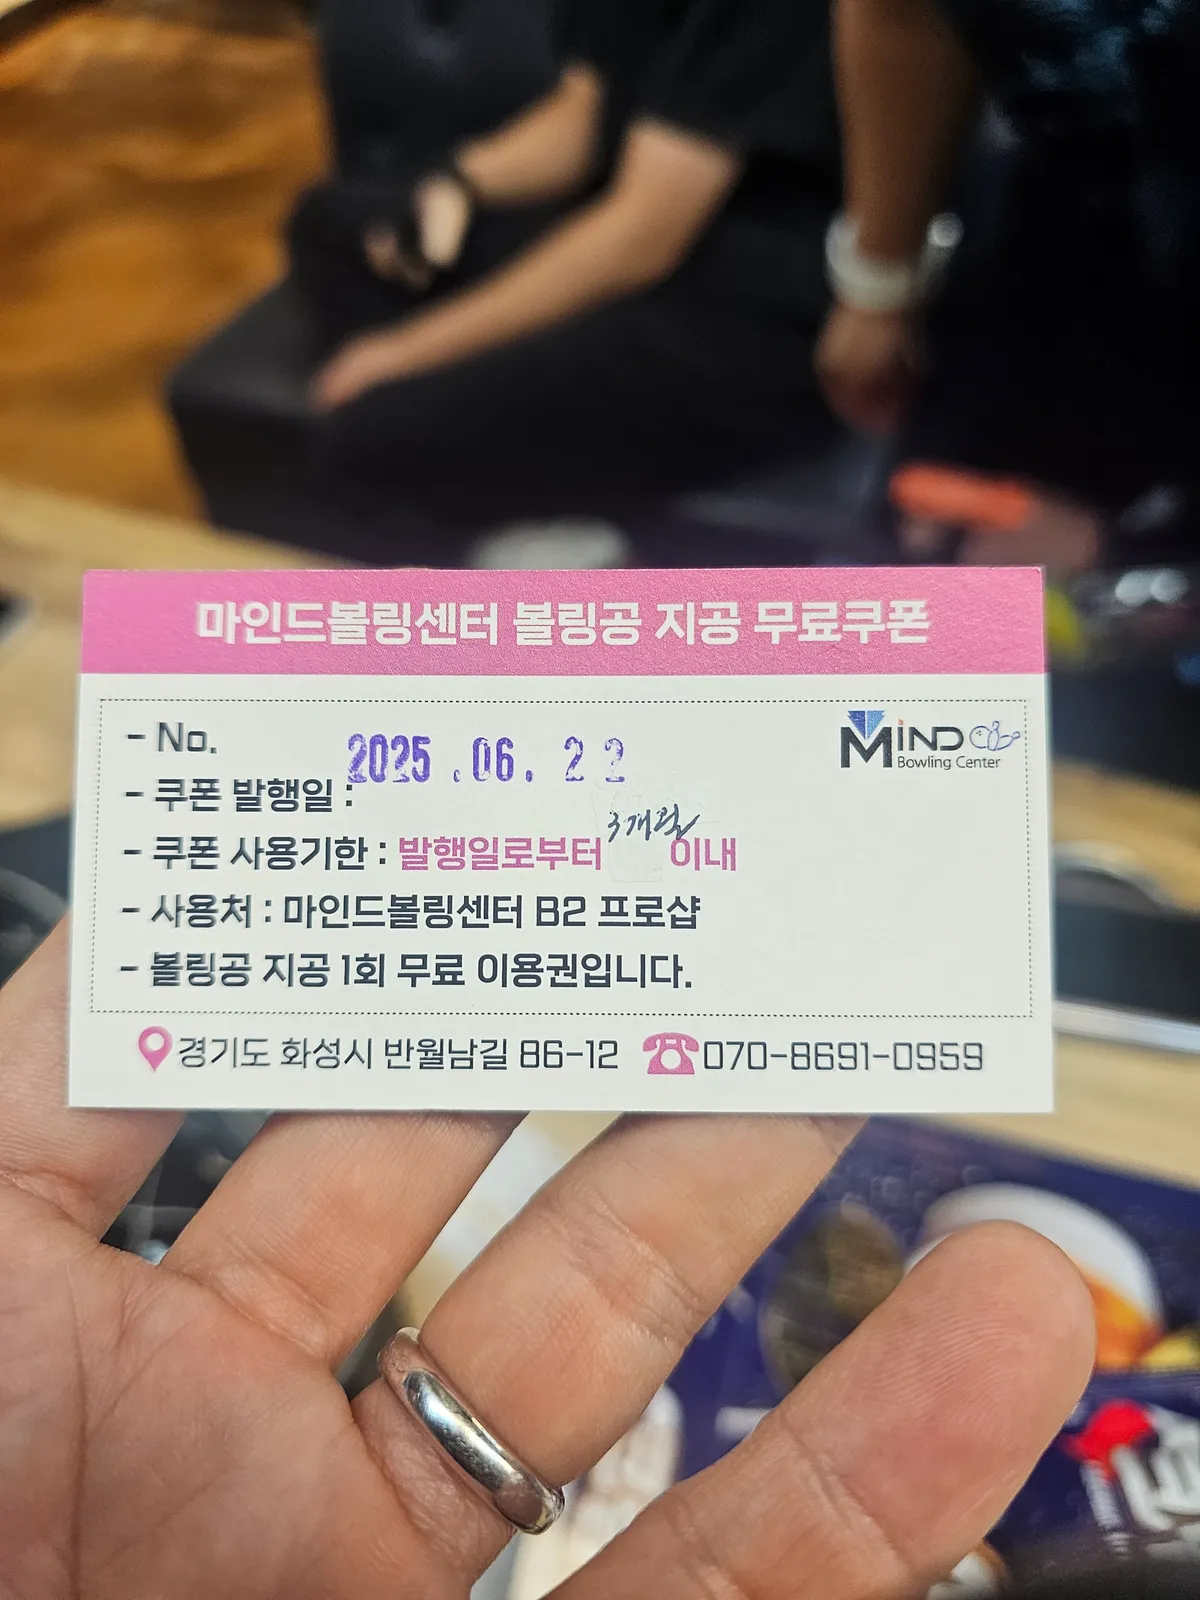 마인드볼링센터 볼링공 지공 무료쿠폰
MIND
Bowling Center
- No.
2025.06.22
- 쿠폰 발행일 :
- 쿠폰 사용기한 : 발행일로부터 3개월 이내
- 사용처 : 마인드볼링센터 B2 프로샵
- 볼링공 지공 1회 무료 이용권입니다.
경기도 화성시 반월남길 86-12 070-8691-0959